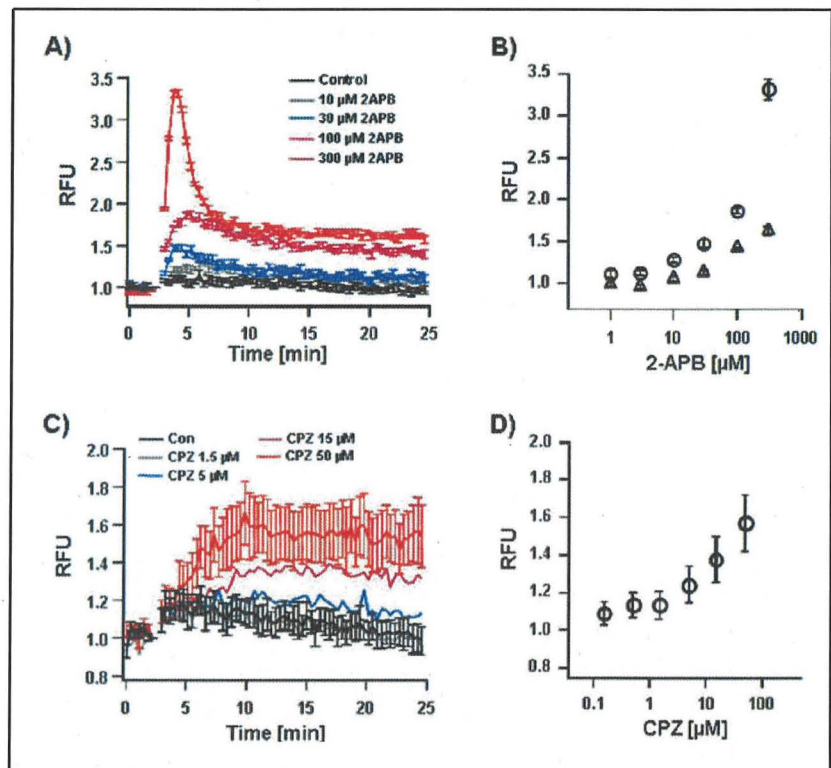 A)
RFU
3.5
3.0
2.5
2.0
1.5
1.0
Control
10 µM 2APB
30 µM 2APB
100 µM 2APB
300 µM 2APB
0 5 10 15 20 25
Time [min]
B)
RFU
3.5
3.0
2.5
2.0
1.5
1.0
1 10 100 1000
2-APB [µM]
C)
RFU
2.0
1.8
1.6
1.4
1.2
1.0
0.8
Con
CPZ 1.5 µM
CPZ 5 µM
CPZ 15 µM
CPZ 50 µM
0 5 10 15 20 25
Time [min]
D)
RFU
2.0
1.8
1.6
1.4
1.2
1.0
0.8
0.1 1 10 100
CPZ [µM]